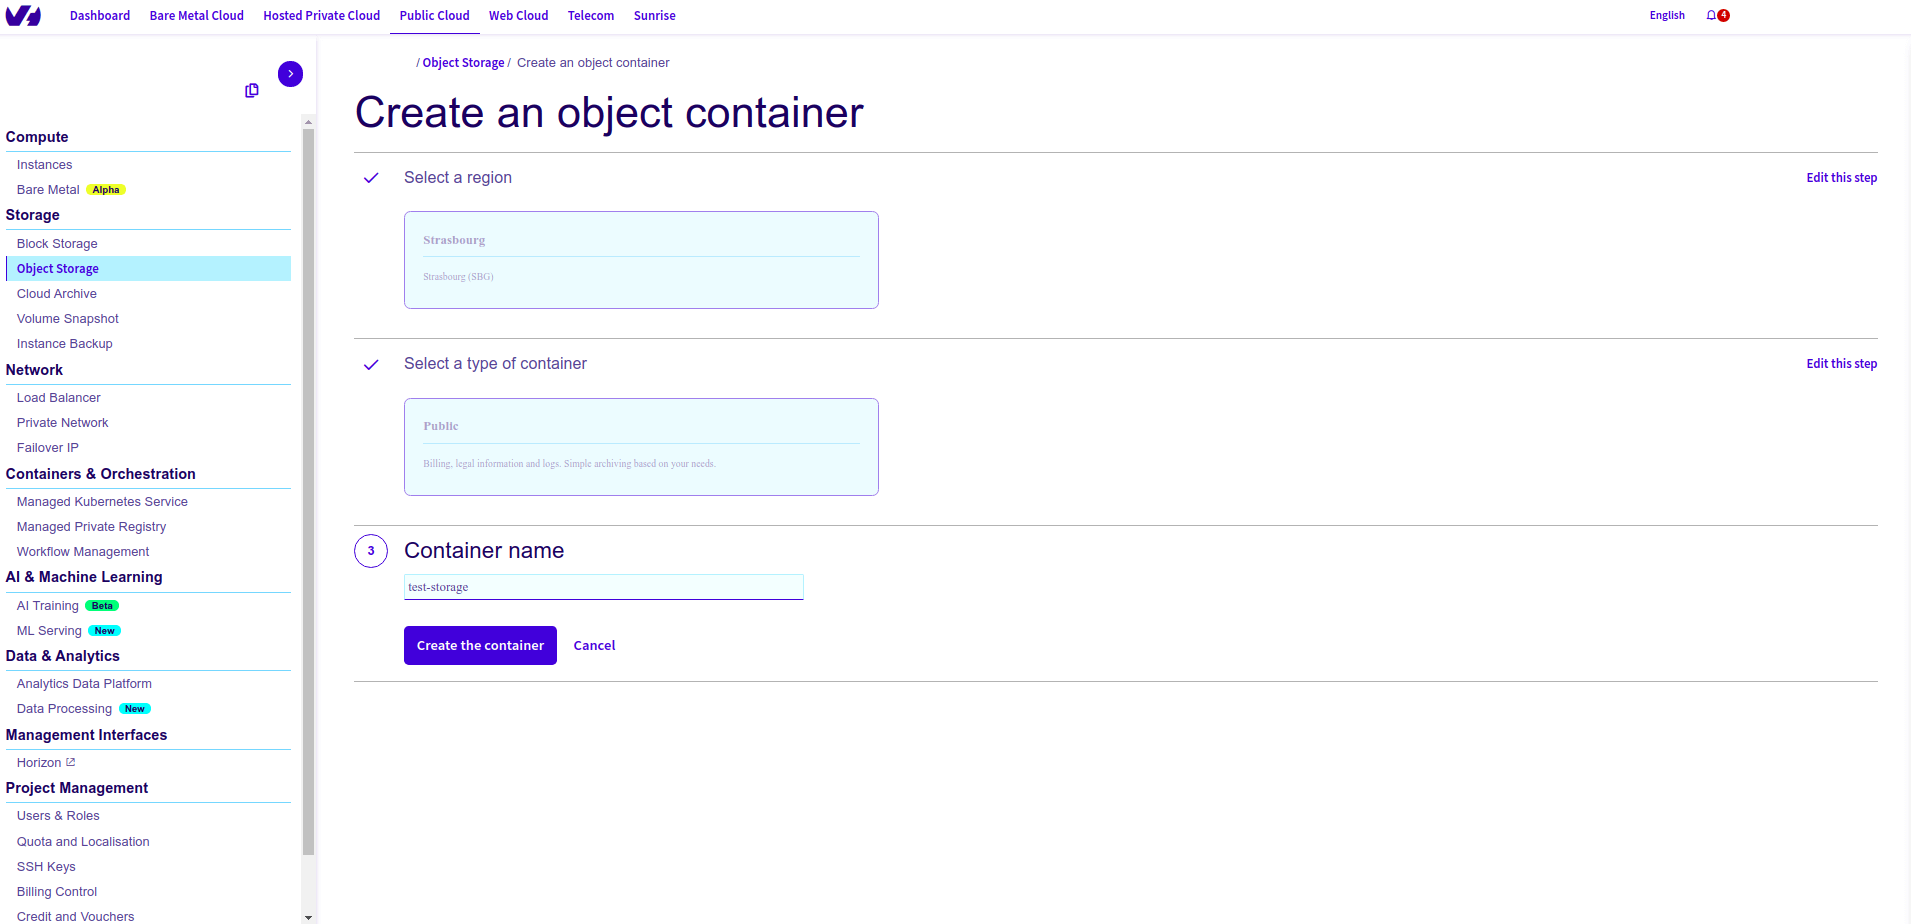 Dashboard Bare Metal Cloud Hosted Private Cloud Public Cloud Web Cloud Telecom Sunrise English 4
/ Object Storage / Create an object container
Create an object container
Compute
Instances
Bare Metal Alpha
Storage
Block Storage
Object Storage
Cloud Archive
Volume Snapshot
Instance Backup
Network
Load Balancer
Private Network
Failover IP
Containers & Orchestration
Managed Kubernetes Service
Managed Private Registry
Workflow Management
AI & Machine Learning
AI Training Beta
ML Serving New
Data & Analytics
Analytics Data Platform
Data Processing New
Management Interfaces
Horizon
Project Management
Users & Roles
Quota and Localisation
SSH Keys
Billing Control
Credit and Vouchers
Select a region Edit this step
Strasbourg
Strasbourg (SBG)
Select a type of container Edit this step
Public
Billing, legal information and logs. Simple archiving based on your needs.
3 Container name
test-storage
Create the container Cancel